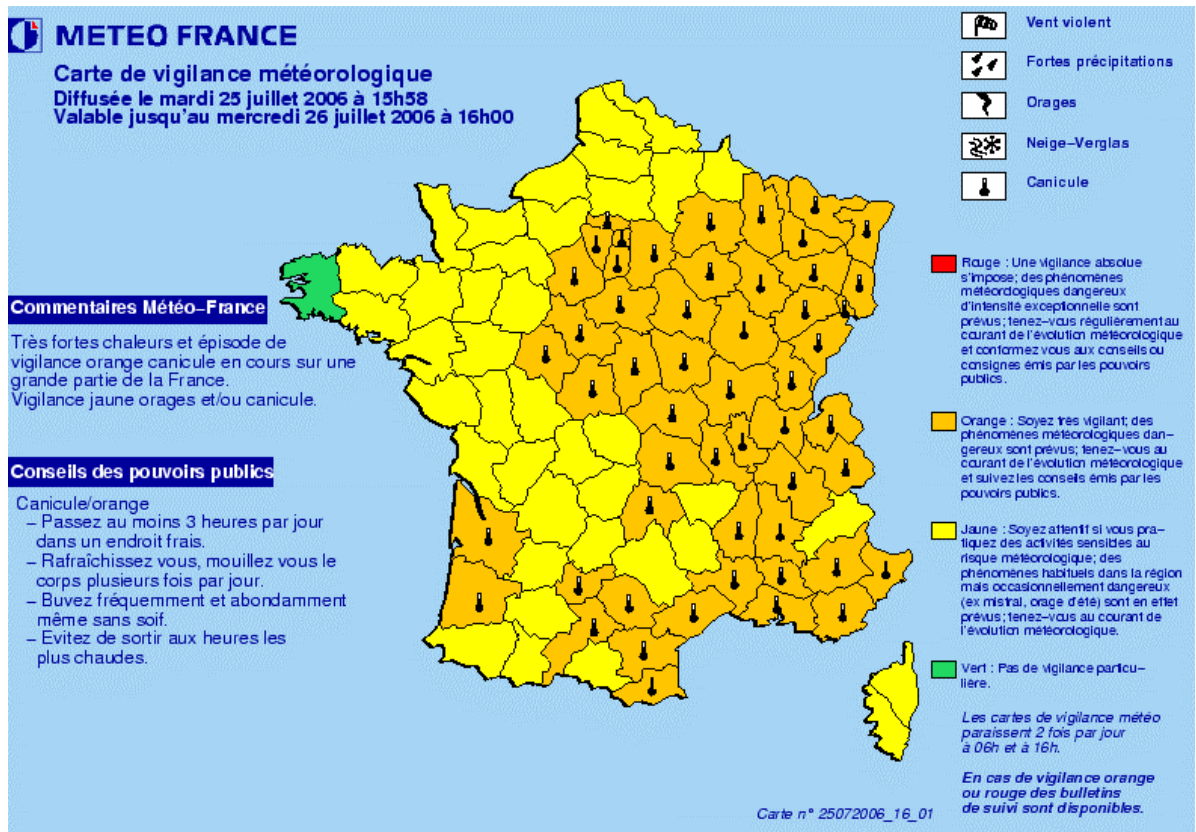 METEO FRANCE
Carte de vigilance météorologique
Diffusée le mardi 25 juillet 2006 à 15h58
Valable jusqu'au mercredi 26 juillet 2006 à 16h00
Commentaires Météo–France
Très fortes chaleurs et épisode de
vigilance orange canicule en cours sur une
grande partie de la France.
Vigilance jaune orages et/ou canicule.
Conseils des pouvoirs publics
Canicule/orange
– Passez au moins 3 heures par jour
dans un endroit frais.
– Rafraîchissez vous, mouillez vous le
corps plusieurs fois par jour.
– Buvez fréquemment et abondamment
même sans soif.
– Evitez de sortir aux heures les
plus chaudes.
Vent violent
Fortes précipitations
Orages
Neige–Verglas
Canicule
Rouge : Une vigilance absolue
s'impose; des phénomènes
météorologiques dangereux
d'intensité exceptionnelle sont
prévus; tenez–vous régulièrement au
courant de l'évolution météorologique
et conformez vous aux conseils ou
consignes émis par les pouvoirs
publics.
Orange : Soyez très vigilant; des
phénomènes météorologiques dan–
gereux sont prévus; tenez–vous au
courant de l'évolution météorologique
et suivez les conseils émis par les
pouvoirs publics.
Jaune : Soyez attentif si vous pra–
tiquez des activités sensibles au
risque météorologique; des
phénomènes habituels dans la région
mais occasionnellement dangereux
(ex mistral, orage d'été) sont en effet
prévus; tenez–vous au courant de
l'évolution météorologique.
Vert : Pas de vigilance particu–
lière.
Les cartes de vigilance météo
paraissent 2 fois par jour
à 06h et à 16h.
En cas de vigilance orange
ou rouge des bulletins
de suivi sont disponibles.
Carte n° 25072006_16_01